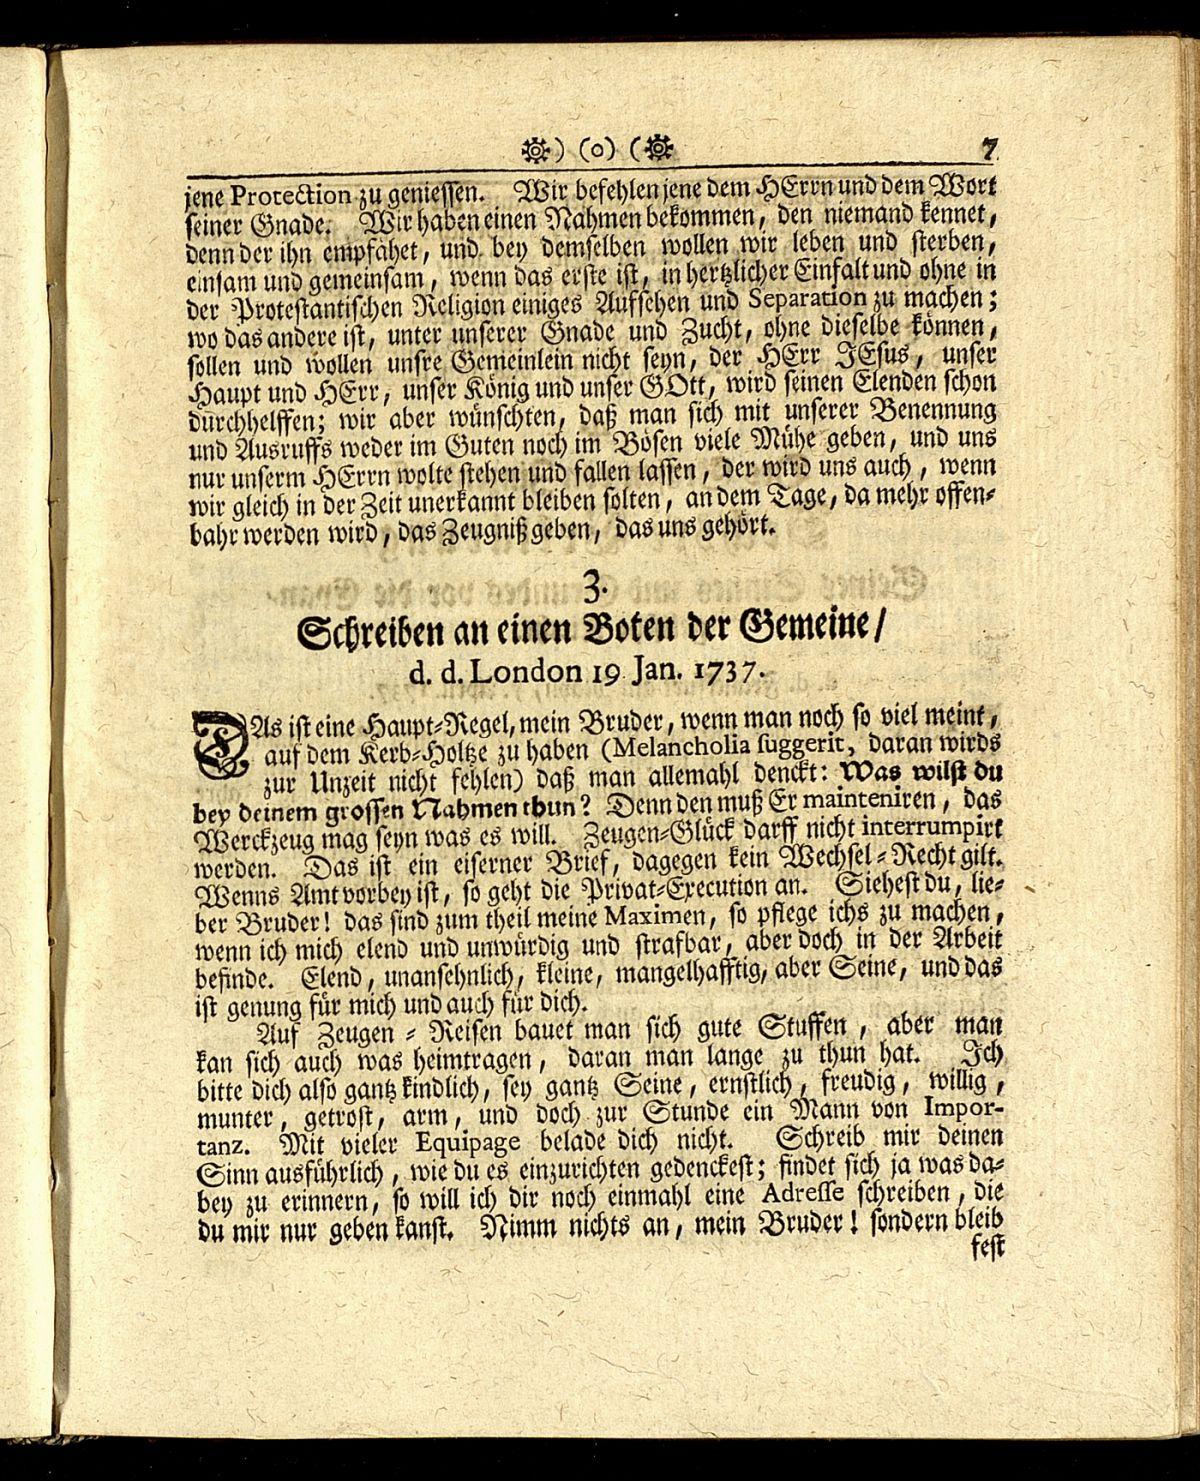 ) (o) ( 7
jene Protection zu geniessen. Wir befehlen jene dem HErrn und dem Wort
seiner Gnade. Wir haben einen Nahmen bekommen, den niemand kennet,
denn der ihn empfähet, und bey demselben wollen wir leben und sterben,
einsam und gemeinsam, wenn das erste ist, in hertzlicher Einfalt und ohne in
der Protestantischen Religion einiges Aufsehen und Separation zu machen;
wo das andere ist, unter unserer Gnade und Zucht, ohne dieselbe können,
sollen und wollen unsre Gemeinlein nicht seyn, der HErr JEsus, unser
Haupt und HErr, unser König und unser GOtt, wird seinen Elenden schon
durchhelffen; wir aber wünschten, daß man sich mit unserer Benennung
und Ausruffs weder im Guten noch im Bösen viele Mühe geben, und uns
nur unserm HErrn wolte stehen und fallen lassen, der wird uns auch, wenn
wir gleich in der Zeit unerkannt bleiben solten, an dem Tage, da mehr offen-
bahr werden wird, das Zeugniß geben, das uns gehört.
3.
Schreiben an einen Boten der Gemeine/
d. d. London 19 Jan. 1737.
DAs ist eine Haupt-Regel, mein Bruder, wenn man noch so viel meint,
auf dem Kerb-Holtze zu haben (Melancholia suggerit, daran wirds
zur Unzeit nicht fehlen) daß man allemahl denckt: Was wilst du
bey deinem grossen Nahmen thun? Denn den muß Er mainteniren, das
Werckzeug mag seyn was es will. Zeugen-Glück darff nicht interrumpirt
werden. Das ist ein eiserner Brief, dagegen kein Wechsel-Recht gilt.
Wenns Amt vorbey ist, so geht die Privat-Execution an. Siehest du, lie-
ber Bruder! das sind zum theil meine Maximen, so pflege ichs zu machen,
wenn ich mich elend und unwürdig und strafbar, aber doch in der Arbeit
befinde. Elend, unansehnlich, kleine, mangelhafftig, aber Seine, und das
ist genung für mich und auch für dich.
Auf Zeugen-Reisen bauet man sich gute Stuffen, aber man
kan sich auch was heimtragen, daran man lange zu thun hat. Ich
bitte dich also gantz kindlich, sey gantz Seine, ernstlich, freudig, willig,
munter, getrost, arm, und doch zur Stunde ein Mann von Impor-
tanz. Mit vieler Equipage belade dich nicht. Schreib mir deinen
Sinn ausführlich, wie du es einzurichten gedenckest; findet sich ja was da-
bey zu erinnern, so will ich dir noch einmahl eine Adresse schreiben, die
du mir nur geben kanst. Nimm nichts an, mein Bruder! sondern bleib
fest